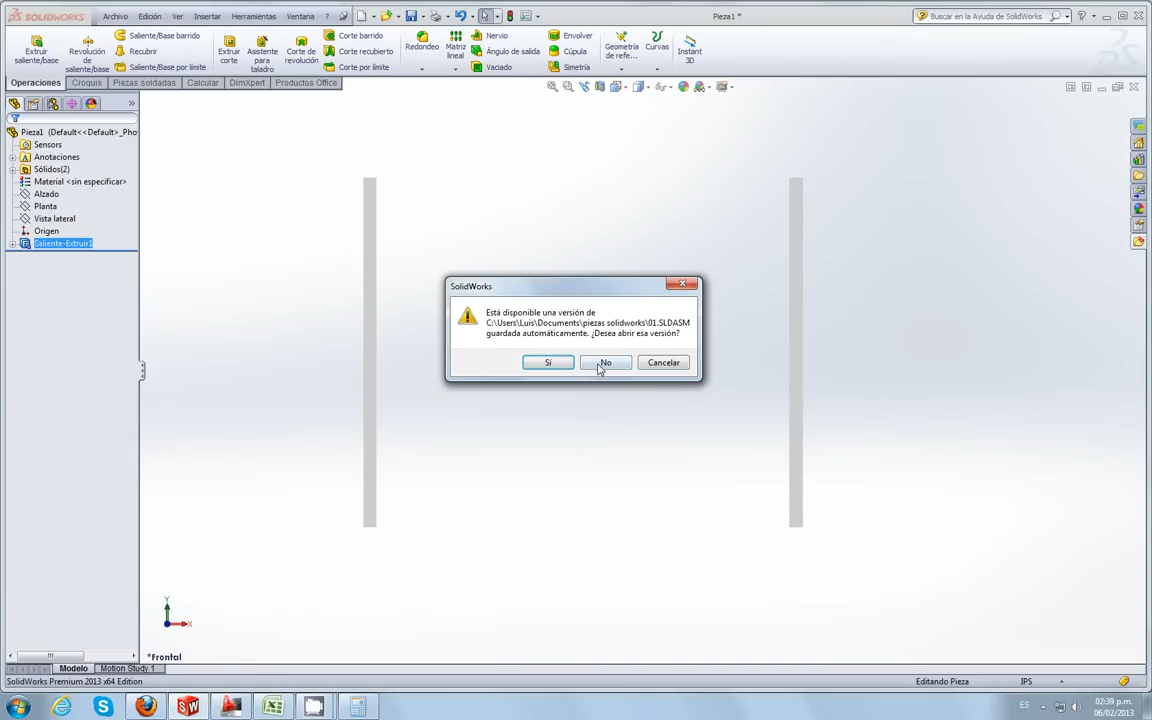 SOLIDWORKS Archivo Edición Ver Insertar Herramientas Ventana ? Pieza1 * Buscar en la Ayuda de SolidWorks ?
Extruir saliente/base
Revolución de saliente/base
Saliente/Base barrido
Recubrir
Saliente/Base por límite
Extruir corte
Asistente para taladro
Corte de revolución
Corte barrido
Corte recubierto
Corte por límite
Redondeo
Matriz lineal
Nervio
Ángulo de salida
Vaciado
Envolver
Cúpula
Simetría
Geometría de refe...
Curvas
Instant 3D
Operaciones Croquis Piezas soldadas Calcular DimXpert Productos Office
»
Pieza1 (Default<<Default>_Pho
Sensors
Anotaciones
Sólidos(2)
Material <sin especificar>
Alzado
Planta
Vista lateral
Origen
Saliente-Extruir1
SolidWorks
Está disponible una versión de
C:\Users\Luis\Documents\piezas solidworks\01.SLDASM
guardada automáticamente. ¿Desea abrir esa versión?
Sí No Cancelar
Y
X
*Frontal
Modelo Motion Study 1
SolidWorks Premium 2013 x64 Edition Editando Pieza IPS
ES 02:39 p.m.
06/02/2013